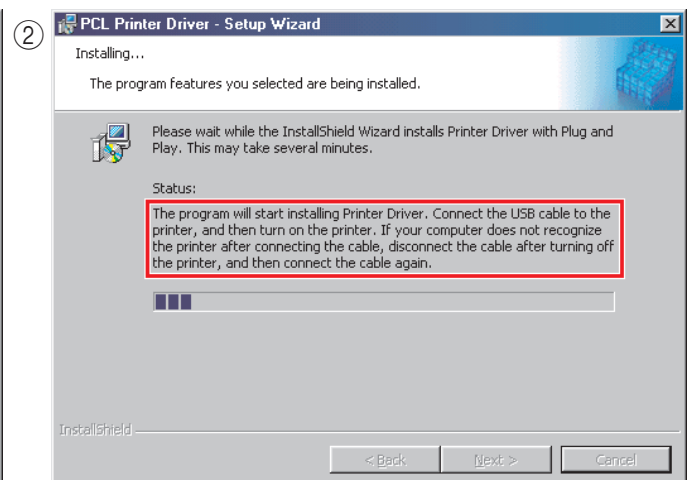 ②
PCL Printer Driver - Setup Wizard
Installing...
The program features you selected are being installed.
Please wait while the InstallShield Wizard installs Printer Driver with Plug and
Play. This may take several minutes.
Status:
The program will start installing Printer Driver. Connect the USB cable to the
printer, and then turn on the printer. If your computer does not recognize
the printer after connecting the cable, disconnect the cable after turning off
the printer, and then connect the cable again.
InstallShield
< Back Next > Cancel